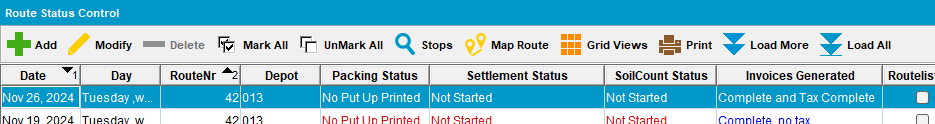 Route Status Control
Add Modify Delete Mark All UnMark All Stops Map Route Grid Views Print Load More Load All
Date 1 Day RouteNr 2 Depot Packing Status Settlement Status SoilCount Status Invoices Generated Routelist
Nov 26, 2024 Tuesday ,w... 42 013 No Put Up Printed Not Started Not Started Complete and Tax Complete
Nov 19, 2024 Tuesday ,w... 42 013 No Put Up Printed Not Started Not Started Complete, no tax